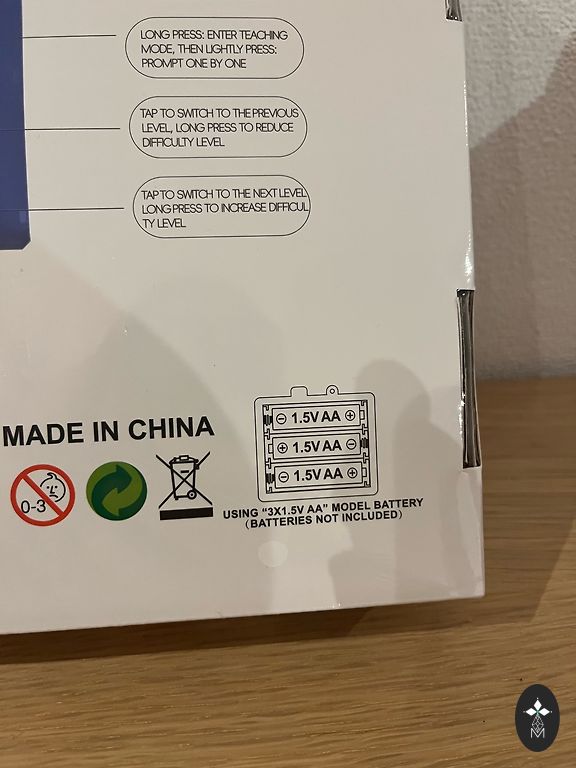 LONG PRESS: ENTER TEACHING
MODE, THEN LIGHTLY PRESS:
PROMPT ONE BY ONE
TAP TO SWITCH TO THE PREVIOUS
LEVEL, LONG PRESS TO REDUCE
DIFFICULTY LEVEL
TAP TO SWITCH TO THE NEXT LEVEL
LONG PRESS TO INCREASE DIFFICUL
TY LEVEL
MADE IN CHINA
0-3
⊖ 1.5V AA ⊕
⊕ 1.5V AA ⊖
⊖ 1.5V AA ⊕
USING “3X1.5V AA” MODEL BATTERY
(BATTERIES NOT INCLUDED)
M